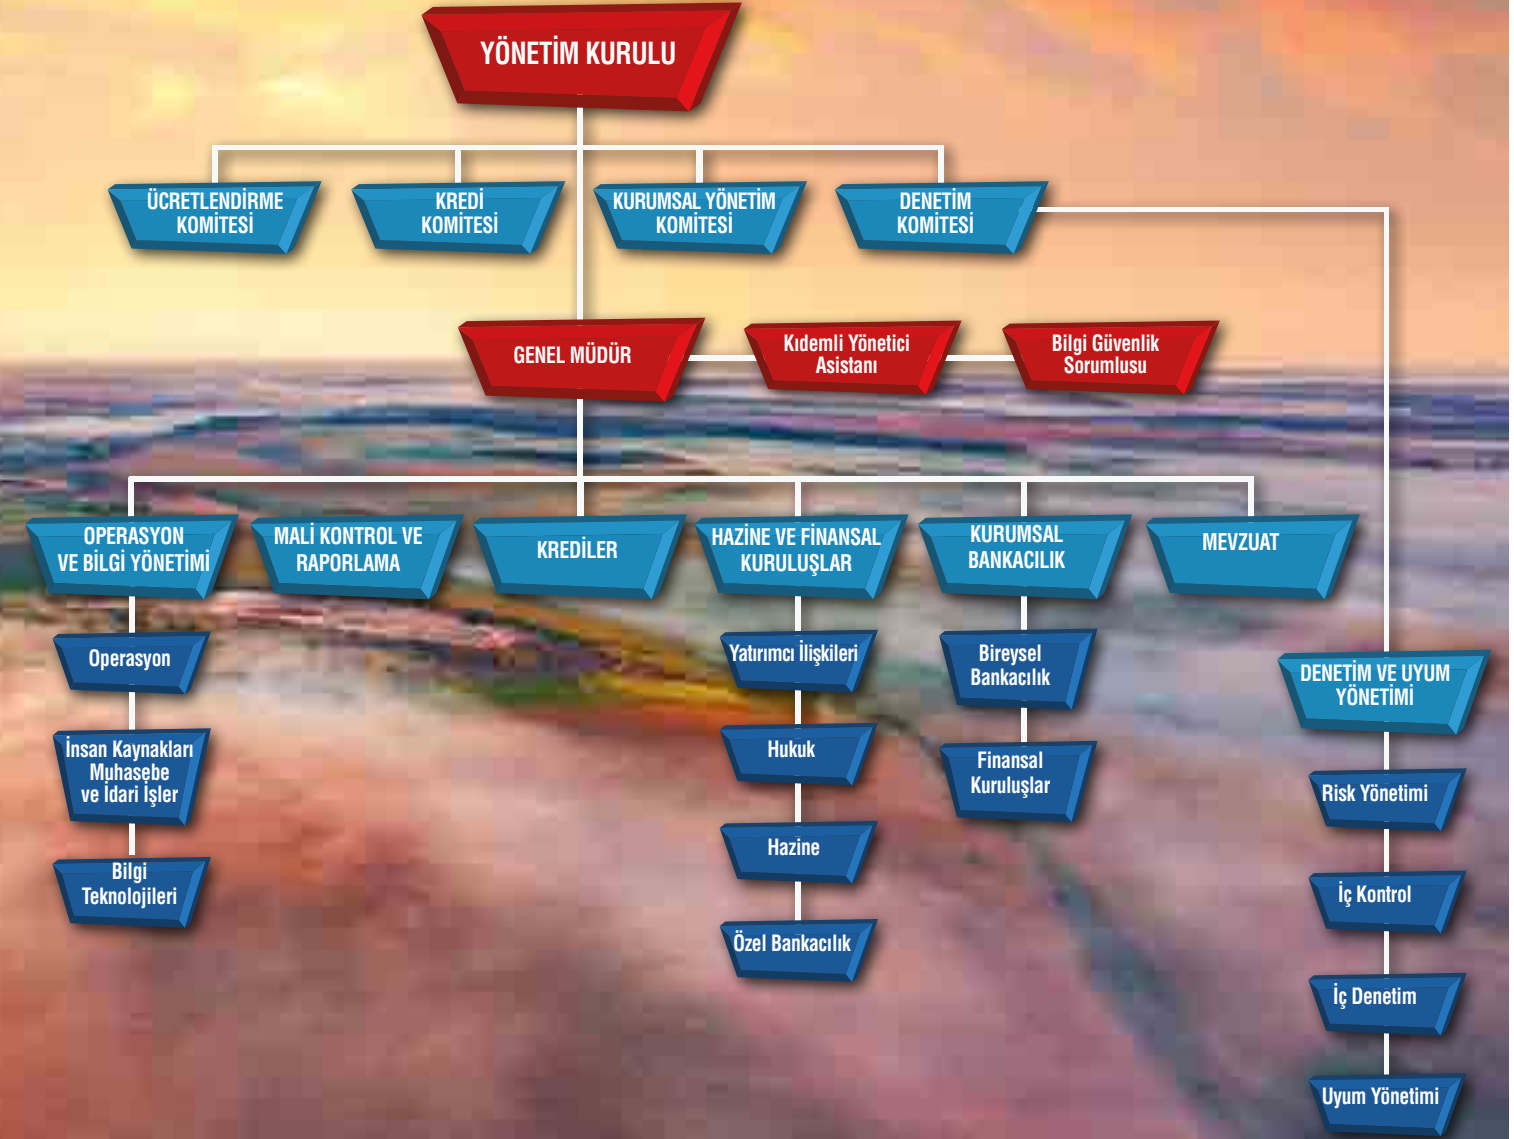 YÖNETİM KURULU
ÜCRETLENDİRME
KOMİTESİ
KREDİ
KOMİTESİ
KURUMSAL YÖNETİM
KOMİTESİ
DENETİM
KOMİTESİ
GENEL MÜDÜR
Kıdemli Yönetici
Asistanı
Bilgi Güvenlik
Sorumlusu
OPERASYON
VE BİLGİ YÖNETİMİ
MALİ KONTROL VE
RAPORLAMA
KREDİLER
HAZİNE VE FİNANSAL
KURULUŞLAR
KURUMSAL
BANKACILIK
MEVZUAT
Operasyon
İnsan Kaynakları
Muhasebe
ve İdari İşler
Bilgi
Teknolojileri
Yatırımcı İlişkileri
Hukuk
Hazine
Özel Bankacılık
Bireysel
Bankacılık
Finansal
Kuruluşlar
DENETİM VE UYUM
YÖNETİMİ
Risk Yönetimi
İç Kontrol
İç Denetim
Uyum Yönetimi